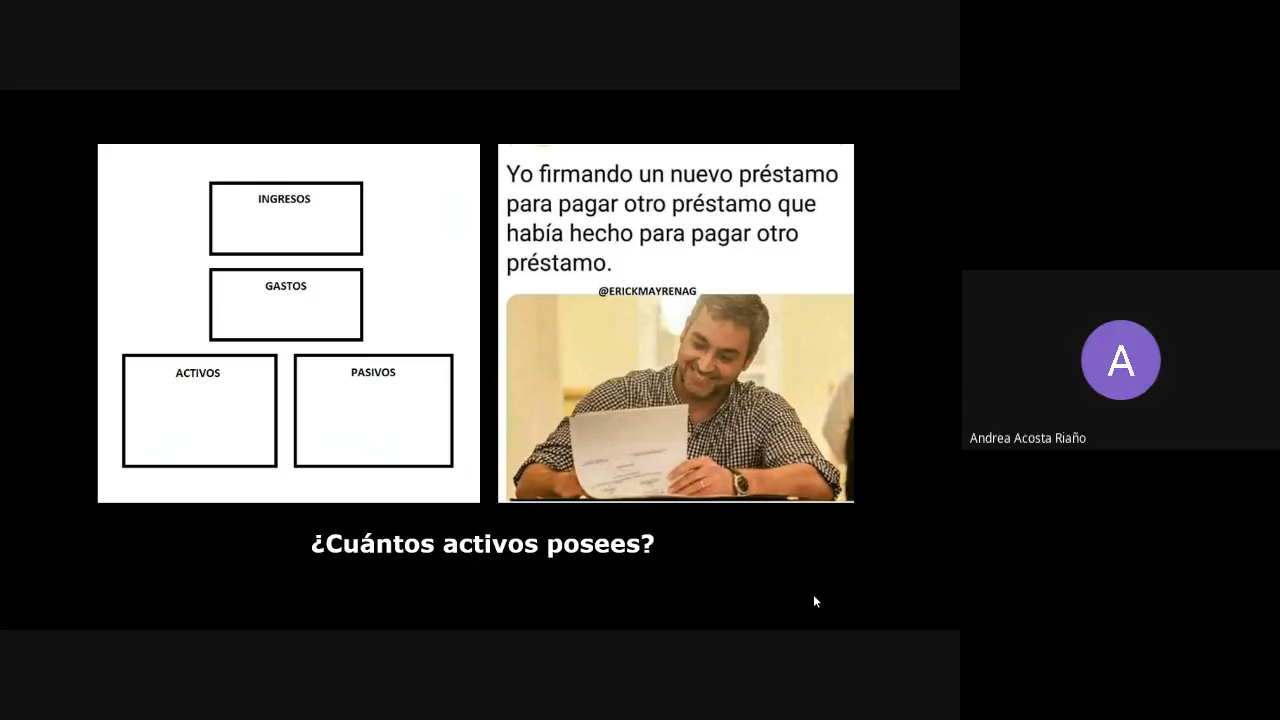 INGRESOS
GASTOS
ACTIVOS
PASIVOS
Yo firmando un nuevo préstamo
para pagar otro préstamo que
había hecho para pagar otro
préstamo.
@ERICKMAYRENAG
¿Cuántos activos posees?
A
Andrea Acosta Riaño